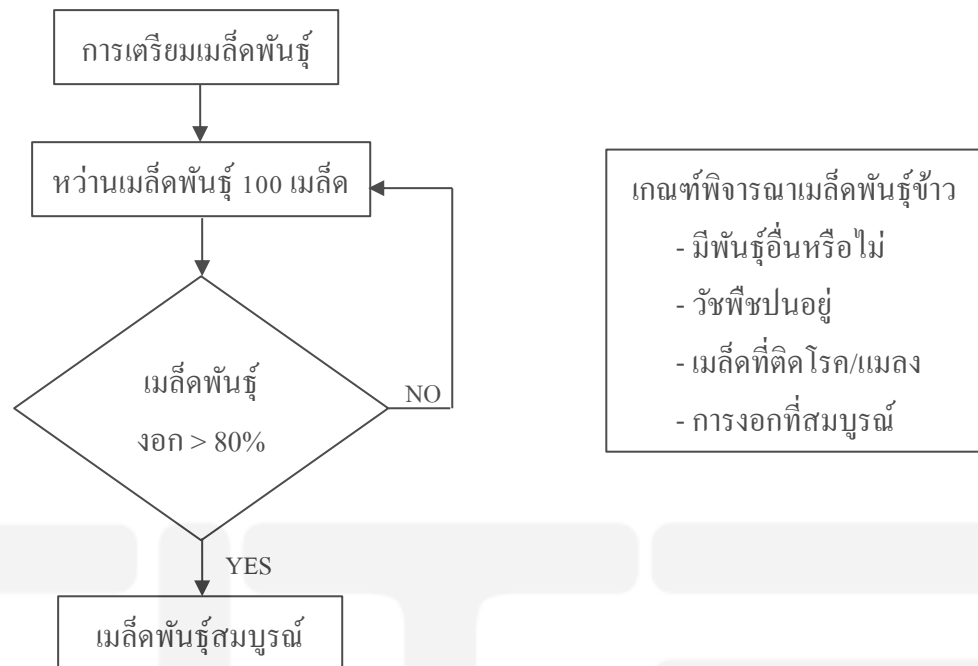 การเตรียมเมล็ดพันธุ์
หว่านเมล็ดพันธุ์ 100 เมล็ด
เมล็ดพันธุ์
งอก > 80%
NO
YES
เมล็ดพันธุ์สมบูรณ์
เกณฑ์พิจารณาเมล็ดพันธุ์ข้าว
- มีพันธุ์อื่นหรือไม่
- วัชพืชปนอยู่
- เมล็ดที่ติดโรค/แมลง
- การงอกที่สมบูรณ์